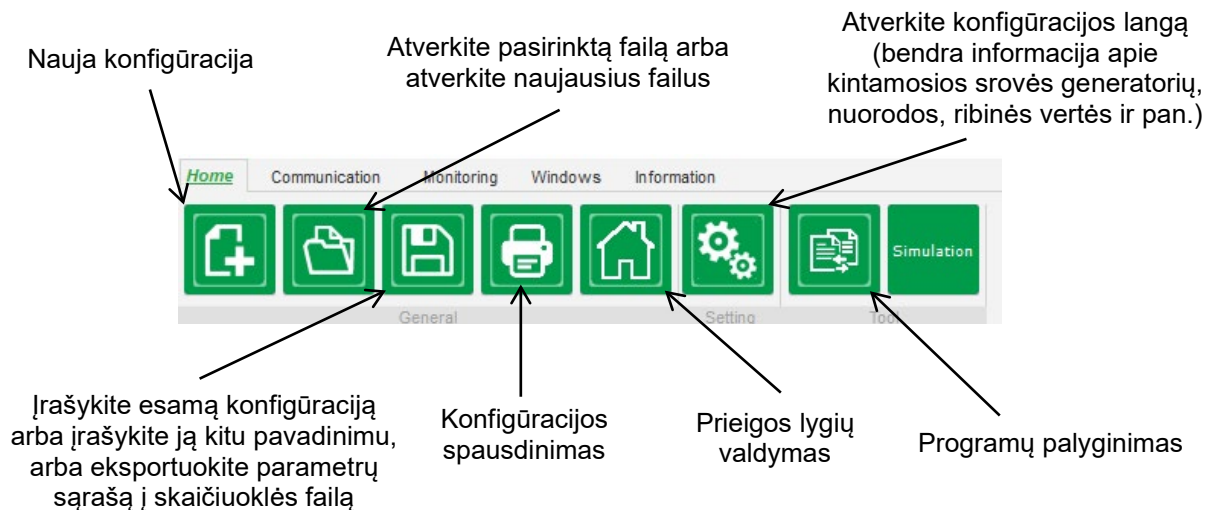 Nauja konfigūracija
Atverkite pasirinktą failą arba
atverkite naujausius failus
Atverkite konfigūracijos langą
(bendra informacija apie
kintamosios srovės generatorių,
nuorodos, ribinės vertės ir pan.)
Home Communication Monitoring Windows Information
Simulation
General Setting Tool
Įrašykite esamą konfigūraciją
arba įrašykite ją kitu pavadinimu,
arba eksportuokite parametrų
sąrašą į skaičiuoklės failą
Konfigūracijos
spausdinimas
Prieigos lygių
valdymas
Programų palyginimas